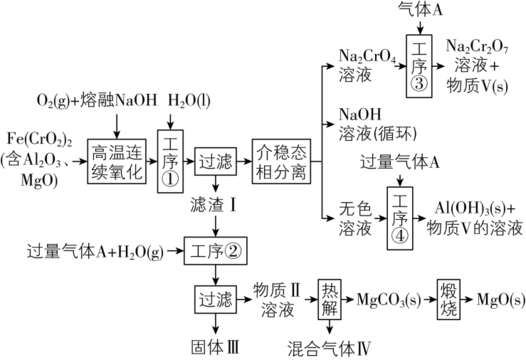 气体A
Na₂CrO₄
溶液
工序
③
Na₂Cr₂O₇
溶液+
物质V(s)
O₂(g)+熔融NaOH H₂O(l)
NaOH
溶液(循环)
Fe(CrO₂)₂
(含Al₂O₃、
MgO)
高温连
续氧化
工序
①
过滤
介稳态
相分离
过量气体A
滤渣Ⅰ
无色
溶液
工序
④
Al(OH)₃(s)+
物质V的溶液
过量气体A+H₂O(g)
工序②
过滤
物质Ⅱ
溶液
热解
MgCO₃(s)
煅烧
MgO(s)
固体Ⅲ
混合气体Ⅳ